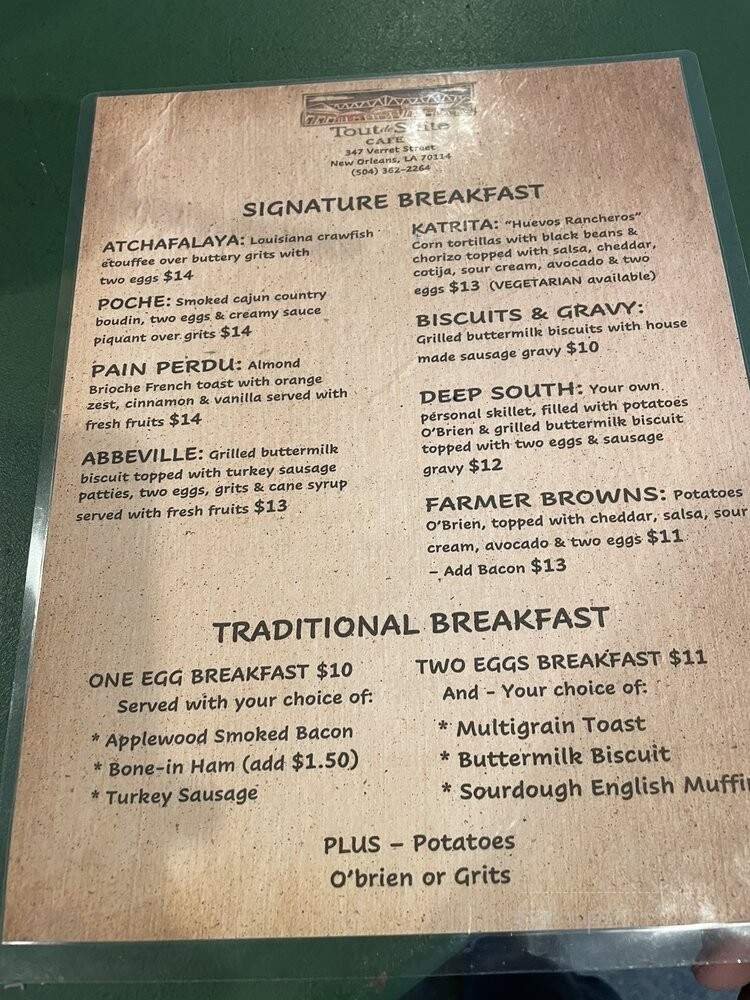 Tout de Suite
CAFE
347 Verret Street
New Orleans, LA 70114
(504) 362-2264
SIGNATURE BREAKFAST
ATCHAFALAYA: Louisiana crawfish
etouffee over buttery grits with
two eggs $14
POCHE: Smoked cajun country
boudin, two eggs & creamy sauce
piquant over grits $14
PAIN PERDU: Almond
Brioche French toast with orange
zest, cinnamon & vanilla served with
fresh fruits $14
ABBEVILLE: Grilled buttermilk
biscuit topped with turkey sausage
patties, two eggs, grits & cane syrup
served with fresh fruits $13
KATRITA: "Huevos Rancheros"
Corn tortillas with black beans &
chorizo topped with salsa, cheddar,
cotija, sour cream, avocado & two
eggs $13 (VEGETARIAN available)
BISCUITS & GRAVY:
Grilled buttermilk biscuits with house
made sausage gravy $10
DEEP SOUTH: Your own
personal skillet, filled with potatoes
O'Brien & grilled buttermilk biscuit
topped with two eggs & sausage
gravy $12
FARMER BROWNS: Potatoes
O'Brien, topped with cheddar, salsa, sour
cream, avocado & two eggs $11
– Add Bacon $13
TRADITIONAL BREAKFAST
ONE EGG BREAKFAST $10
Served with your choice of:
* Applewood Smoked Bacon
* Bone-in Ham (add $1.50)
* Turkey Sausage
TWO EGGS BREAKFAST $11
And - Your choice of:
* Multigrain Toast
* Buttermilk Biscuit
* Sourdough English Muffin
PLUS – Potatoes
O'brien or Grits